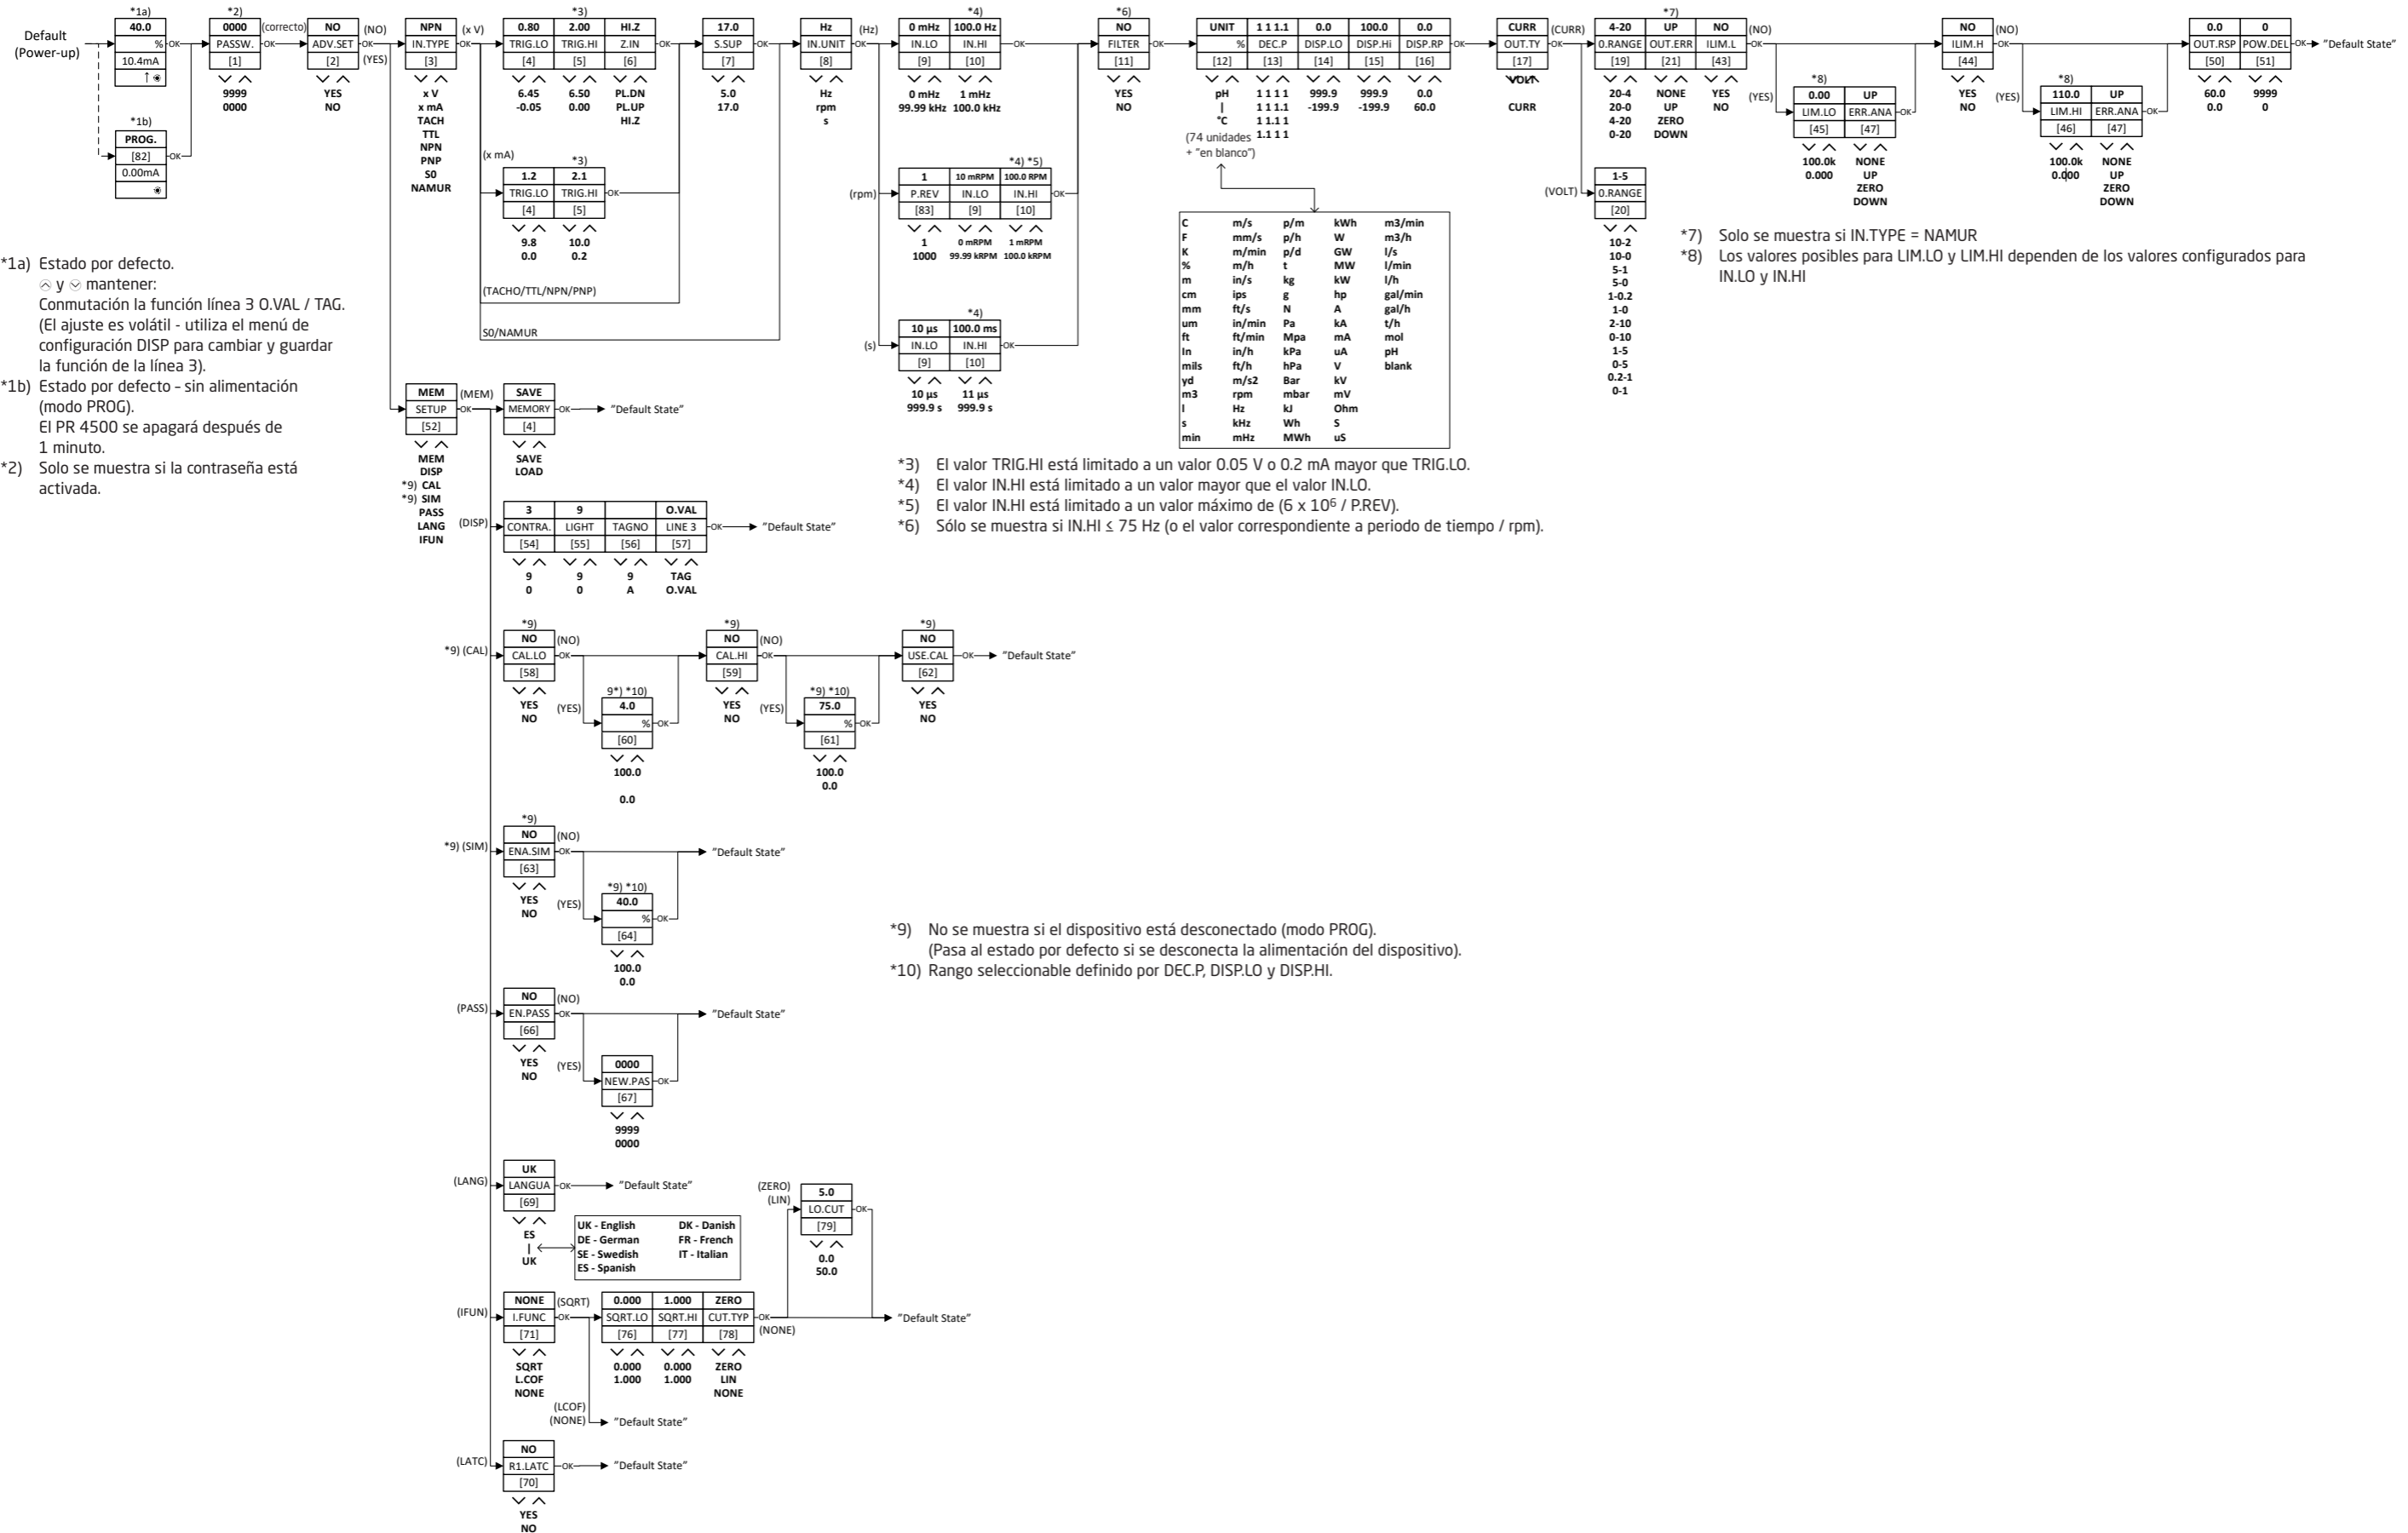 Default
(Power-up)
*1a)
40.0
%
10.4mA
OK
*1b)
PROG.
[82]
0.00mA
OK
*2)
0000
PASSW.
[1]
9999
0000
(correcto)
OK
NO
ADV.SET
[2]
YES
NO
(NO)
OK
(YES)
NPN
IN.TYPE
[3]
x V
x mA
TACH
TTL
NPN
PNP
S0
NAMUR
(x V)
OK
*3)
0.80 2.00 HI.Z
TRIG.LO TRIG.HI Z.IN
[4] [5] [6]
6.45 6.50 PL.DN
-0.05 0.00 PL.UP
HI.Z
OK
(x mA)
*3)
1.2 2.1
TRIG.LO TRIG.HI
[4] [5]
9.8 10.0
0.0 0.2
OK
(TACHO/TTL/NPN/PNP)
S0/NAMUR
17.0
S.SUP
[7]
5.0
17.0
OK
Hz
IN.UNIT
[8]
Hz
rpm
s
OK
(Hz)
*4)
0 mHz 100.0 Hz
IN.LO IN.HI
[9] [10]
0 mHz 1 mHz
99.99 kHz 100.0 kHz
OK
(rpm)
*4) *5)
1 10 mRPM 100.0 RPM
P.REV IN.LO IN.HI
[83] [9] [10]
1 0 mRPM 1 mRPM
1000 99.99 kRPM 100.0 kRPM
OK
(s)
*4)
10 µs 100.0 ms
IN.LO IN.HI
[9] [10]
10 µs 11 µs
999.9 s 999.9 s
OK
*6)
NO
FILTER
[11]
YES
NO
OK
UNIT 1 1 1.1 0.0 100.0 0.0
% DEC.P DISP.LO DISP.Hi DISP.RP
[12] [13] [14] [15] [16]
pH 1 1 1 1 999.9 999.9 0.0
| 1 1 1.1 -199.9 -199.9 60.0
°C 1 1.1 1
1.1 1 1
(74 unidades
+ "en blanco")
OK
C m/s p/m kWh m3/min
F mm/s p/h W m3/h
K m/min p/d GW l/s
% m/h t MW l/min
m in/s kg kW l/h
cm ips g hp gal/min
mm ft/s N A gal/h
um in/min Pa kA t/h
ft ft/min Mpa mA mol
In in/h kPa uA pH
mils ft/h hPa V blank
yd m/s2 Bar kV
m3 rpm mbar mV
l Hz kJ Ohm
s kHz Wh S
min mHz MWh uS
CURR
OUT.TY
[17]
VOLT
CURR
(CURR)
OK
*7)
4-20 UP NO
0.RANGE OUT.ERR ILIM.L
[19] [21] [43]
20-4 NONE YES
20-0 UP NO
4-20 ZERO
0-20 DOWN
(NO)
OK
(VOLT)
1-5
0.RANGE
[20]
10-2
10-0
5-1
5-0
1-0.2
1-0
2-10
0-10
1-5
0-5
0.2-1
0-1
(YES)
*8)
0.00 UP
LIM.LO ERR.ANA
[45] [47]
100.0k NONE
0.000 UP
ZERO
DOWN
OK
NO
ILIM.H
[44]
YES
NO
(NO)
OK
(YES)
*8)
110.0 UP
LIM.HI ERR.ANA
[46] [47]
100.0k NONE
0.000 UP
ZERO
DOWN
OK
0.0 0
OUT.RSP POW.DEL
[50] [51]
60.0 9999
0.0 0
OK
"Default State"
*7) Solo se muestra si IN.TYPE = NAMUR
*8) Los valores posibles para LIM.LO y LIM.HI dependen de los valores configurados para
IN.LO y IN.HI
*1a) Estado por defecto.
y mantener:
Conmutación la función línea 3 O.VAL / TAG.
(El ajuste es volátil - utiliza el menú de
configuración DISP para cambiar y guardar
la función de la línea 3).
*1b) Estado por defecto – sin alimentación
(modo PROG).
El PR 4500 se apagará después de
1 minuto.
*2) Solo se muestra si la contraseña está
activada.
*3) El valor TRIG.HI está limitado a un valor 0.05 V o 0.2 mA mayor que TRIG.LO.
*4) El valor IN.HI está limitado a un valor mayor que el valor IN.LO.
*5) El valor IN.HI está limitado a un valor máximo de (6 x 10⁶ / P.REV).
*6) Sólo se muestra si IN.HI ≤ 75 Hz (o el valor correspondiente a periodo de tiempo / rpm).
MEM
SETUP
[52]
MEM
DISP
*9) CAL
*9) SIM
PASS
LANG
IFUN
(MEM)
OK
SAVE
MEMORY
[4]
SAVE
LOAD
OK
"Default State"
(DISP)
3 9 O.VAL
CONTRA. LIGHT TAGNO LINE 3
[54] [55] [56] [57]
9 9 9 TAG
0 0 A O.VAL
OK
"Default State"
*9) (CAL)
*9)
NO
CAL.LO
[58]
YES
NO
(NO)
OK
(YES)
9*) *10)
4.0
%
[60]
100.0
0.0
OK
*9)
NO
CAL.HI
[59]
YES
NO
(NO)
OK
(YES)
*9) *10)
75.0
%
[61]
100.0
0.0
OK
*9)
NO
USE.CAL
[62]
YES
NO
OK
"Default State"
*9) (SIM)
*9)
NO
ENA.SIM
[63]
YES
NO
(NO)
OK
"Default State"
(YES)
*9) *10)
40.0
%
[64]
100.0
0.0
OK
*9) No se muestra si el dispositivo está desconectado (modo PROG).
(Pasa al estado por defecto si se desconecta la alimentación del dispositivo).
*10) Rango seleccionable definido por DEC.P, DISP.LO y DISP.HI.
(PASS)
NO
EN.PASS
[66]
YES
NO
(NO)
OK
"Default State"
(YES)
0000
NEW.PAS
[67]
9999
0000
OK
(LANG)
UK
LANGUA
[69]
ES
|
UK
OK
"Default State"
UK - English DK - Danish
DE - German FR - French
SE - Swedish IT - Italian
ES - Spanish
(IFUN)
NONE
I.FUNC
[71]
SQRT
L.COF
NONE
(SQRT)
OK
0.000 1.000 ZERO
SQRT.LO SQRT.HI CUT.TYP
[76] [77] [78]
0.000 0.000 ZERO
1.000 1.000 LIN
NONE
OK
(NONE)
(ZERO)
(LIN)
5.0
LO.CUT
[79]
0.0
50.0
OK
"Default State"
(LCOF)
(NONE)
"Default State"
(LATC)
NO
R1.LATC
[70]
YES
NO
OK
"Default State"